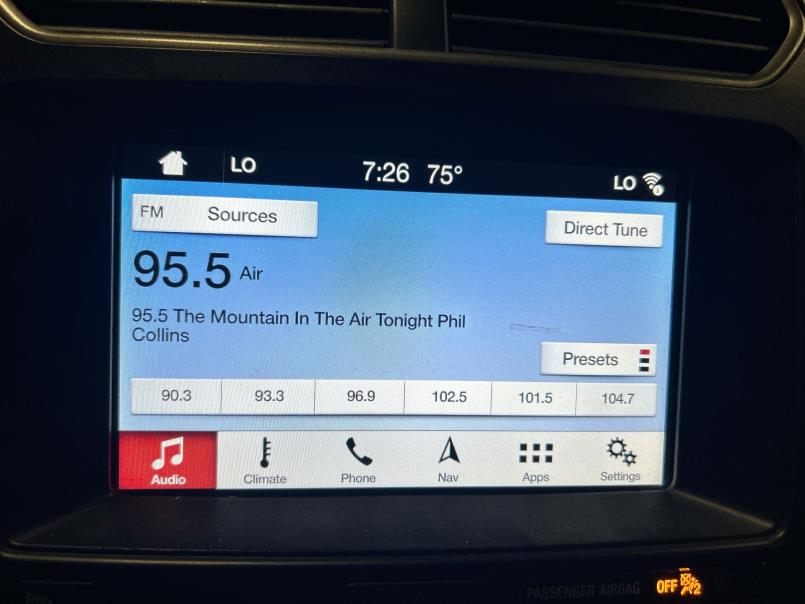 LO 7:26 75° LO
FM Sources
Direct Tune
95.5 Air
95.5 The Mountain In The Air Tonight Phil
Collins
Presets
90.3 93.3 96.9 102.5 101.5 104.7
Audio Climate Phone Nav Apps Settings
PASSENGER AIRBAG OFF 2